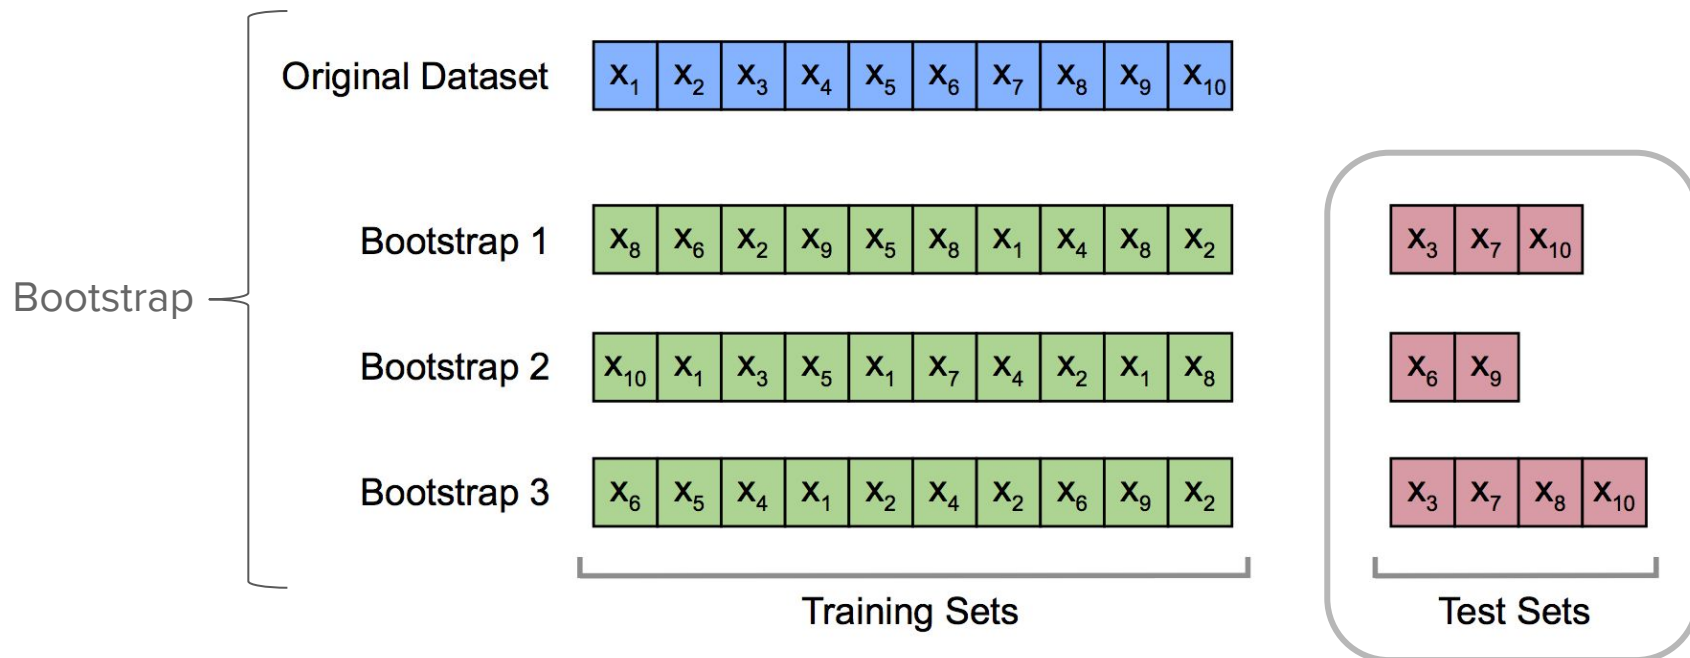 Original Dataset x1 x2 x3 x4 x5 x6 x7 x8 x9 x10
Bootstrap 1 x8 x6 x2 x9 x5 x8 x1 x4 x8 x2 x3 x7 x10
Bootstrap
Bootstrap 2 x10 x1 x3 x5 x1 x7 x4 x2 x1 x8 x6 x9
Bootstrap 3 x6 x5 x4 x1 x2 x4 x2 x6 x9 x2 x3 x7 x8 x10
Training Sets Test Sets